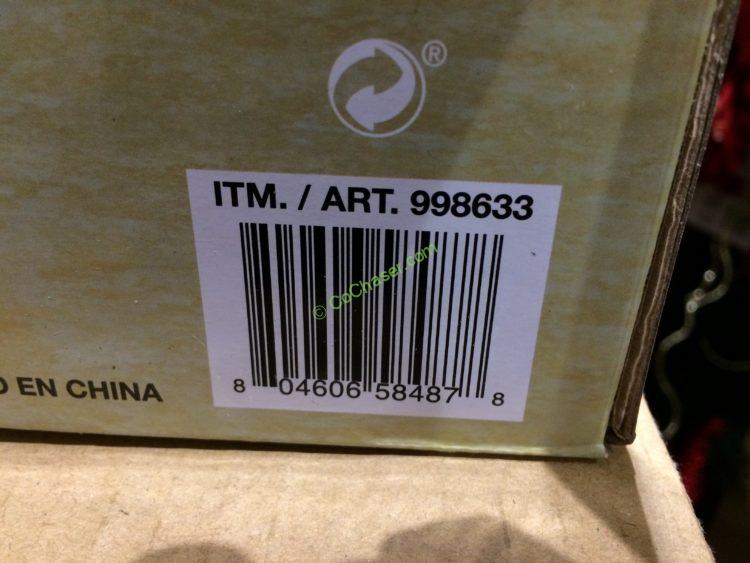 ®
ITM. / ART. 998633
© CoChaser.com
8 04606 58487 8
O EN CHINA